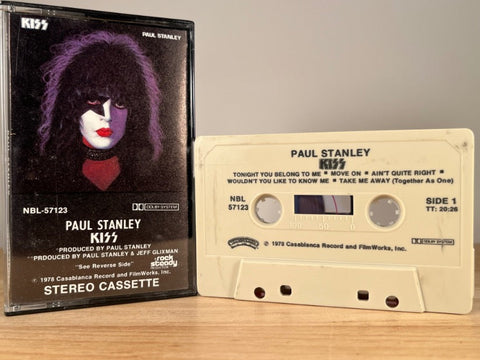 KISS
PAUL STANLEY
NBL-57123
DOLBY SYSTEM
PAUL STANLEY
KISS
*PRODUCED BY PAUL STANLEY
PRODUCED BY PAUL STANLEY & JEFF GLIXMAN
"See Reverse Side"
rock steady
℗ 1978 Casablanca Record and FilmWorks, Inc.
STEREO CASSETTE
PAUL STANLEY
KISS
TONIGHT YOU BELONG TO ME ■ MOVE ON ■ AIN'T QUITE RIGHT ■
WOULDN'T YOU LIKE TO KNOW ME ■ TAKE ME AWAY (Together As One)
NBL
57123
SIDE 1
TT: 20:26
100 50 0
℗ 1978 Casablanca Record and FilmWorks, Inc.
DOLBY SYSTEM